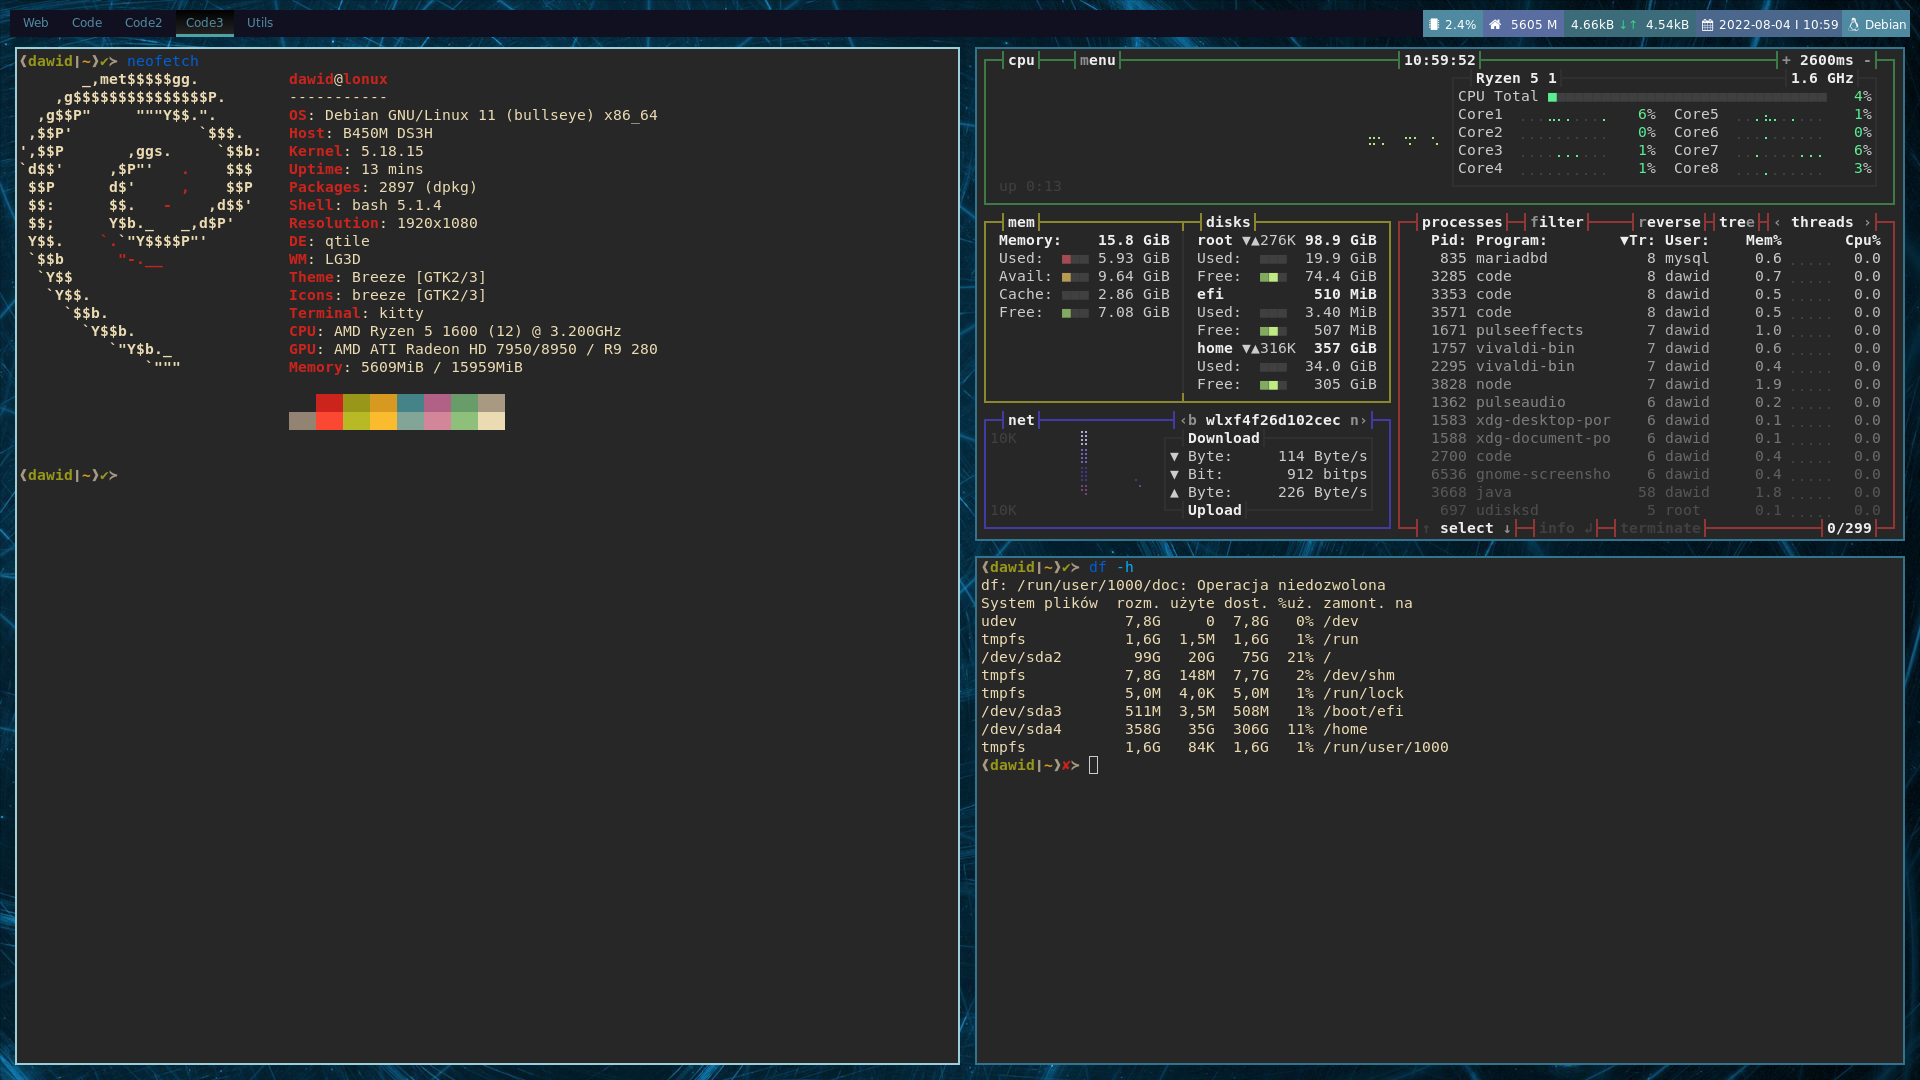 Web Code Code2 Code3 Utils
2.4% 5605 M 4.66kB ↓↑ 4.54kB 2022-08-04 I 10:59 Debian
❨dawid|~❩✔≻ neofetch
       _,met$$$$$gg.
    ,g$$$$$$$$$$$$$$$P.
  ,g$$P"     """Y$$.".
 ,$$P'              `$$$.
',$$P       ,ggs.     `$$b:
`d$$'     ,$P"'   .    $$$
 $$P      d$'     ,    $$P
 $$:      $$.   -    ,d$$'
 $$;      Y$b._   _,d$P'
 Y$$.    `.`"Y$$$$P"'
 `$$b      "-.__
  `Y$$
   `Y$$.
     `$$b.
       `Y$$b.
          `"Y$b._
              `"""
dawid@lonux
-----------
OS: Debian GNU/Linux 11 (bullseye) x86_64
Host: B450M DS3H
Kernel: 5.18.15
Uptime: 13 mins
Packages: 2897 (dpkg)
Shell: bash 5.1.4
Resolution: 1920x1080
DE: qtile
WM: LG3D
Theme: Breeze [GTK2/3]
Icons: breeze [GTK2/3]
Terminal: kitty
CPU: AMD Ryzen 5 1600 (12) @ 3.200GHz
GPU: AMD ATI Radeon HD 7950/8950 / R9 280
Memory: 5609MiB / 15959MiB
❨dawid|~❩✔≻
cpu menu 10:59:52 + 2600ms -
Ryzen 5 1 1.6 GHz
CPU Total 4%
Core1 6% Core5 1%
Core2 0% Core6 0%
Core3 1% Core7 6%
Core4 1% Core8 3%
up 0:13
mem
Memory: 15.8 GiB
Used: 5.93 GiB
Avail: 9.64 GiB
Cache: 2.86 GiB
Free: 7.08 GiB
disks
root ▼▲276K 98.9 GiB
Used: 19.9 GiB
Free: 74.4 GiB
efi 510 MiB
Used: 3.40 MiB
Free: 507 MiB
home ▼▲316K 357 GiB
Used: 34.0 GiB
Free: 305 GiB
net ‹b wlxf4f26d102cec n›
10K
Download
▼ Byte: 114 Byte/s
▼ Bit: 912 bitps
▲ Byte: 226 Byte/s
Upload
10K
processes filter reverse tree ‹ threads ›
Pid: Program: ▼Tr: User: Mem% Cpu%
835 mariadbd 8 mysql 0.6 0.0
3285 code 8 dawid 0.7 0.0
3353 code 8 dawid 0.5 0.0
3571 code 8 dawid 0.5 0.0
1671 pulseeffects 7 dawid 1.0 0.0
1757 vivaldi-bin 7 dawid 0.6 0.0
2295 vivaldi-bin 7 dawid 0.4 0.0
3828 node 7 dawid 1.9 0.0
1362 pulseaudio 6 dawid 0.2 0.0
1583 xdg-desktop-por 6 dawid 0.1 0.0
1588 xdg-document-po 6 dawid 0.1 0.0
2700 code 6 dawid 0.4 0.0
6536 gnome-screensho 6 dawid 0.4 0.0
3668 java 58 dawid 1.8 0.0
697 udisksd 5 root 0.1 0.0
↑ select ↓ info ↲ terminate 0/299
❨dawid|~❩✔≻ df -h
df: /run/user/1000/doc: Operacja niedozwolona
System plików  rozm. użyte dost. %uż. zamont. na
udev            7,8G     0  7,8G   0% /dev
tmpfs           1,6G  1,5M  1,6G   1% /run
/dev/sda2        99G   20G   75G  21% /
tmpfs           7,8G  148M  7,7G   2% /dev/shm
tmpfs           5,0M  4,0K  5,0M   1% /run/lock
/dev/sda3       511M  3,5M  508M   1% /boot/efi
/dev/sda4       358G   35G  306G  11% /home
tmpfs           1,6G   84K  1,6G   1% /run/user/1000
❨dawid|~❩✘≻